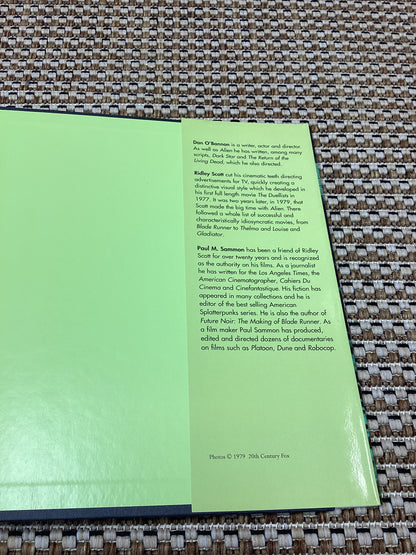 Dan O'Bannon is a writer, actor and director.
As well as Alien he has written, among many
scripts, Dark Star and The Return of the
Living Dead, which he also directed.
Ridley Scott cut his cinematic teeth directing
advertisements for TV, quickly creating a
distinctive visual style which he developed in
his first full length movie The Duellists in
1977. It was two years later, in 1979, that
Scott made the big time with Alien. There
followed a whole list of successful and
characteristically idiosyncratic movies, from
Blade Runner to Thelma and Louise and
Gladiator.
Paul M. Sammon has been a friend of Ridley
Scott for over twenty years and is recognized
as the authority on his films. As a journalist
he has written for the Los Angeles Times, the
American Cinematographer, Cahiers Du
Cinema and Cinefantastique. His fiction has
appeared in many collections and he is
editor of the best selling American
Splatterpunks series. He is also the author of
Future Noir: The Making of Blade Runner. As
a film maker Paul Sammon has produced,
edited and directed dozens of documentaries
on films such as Platoon, Dune and Robocop.
Photos © 1979 20th Century Fox